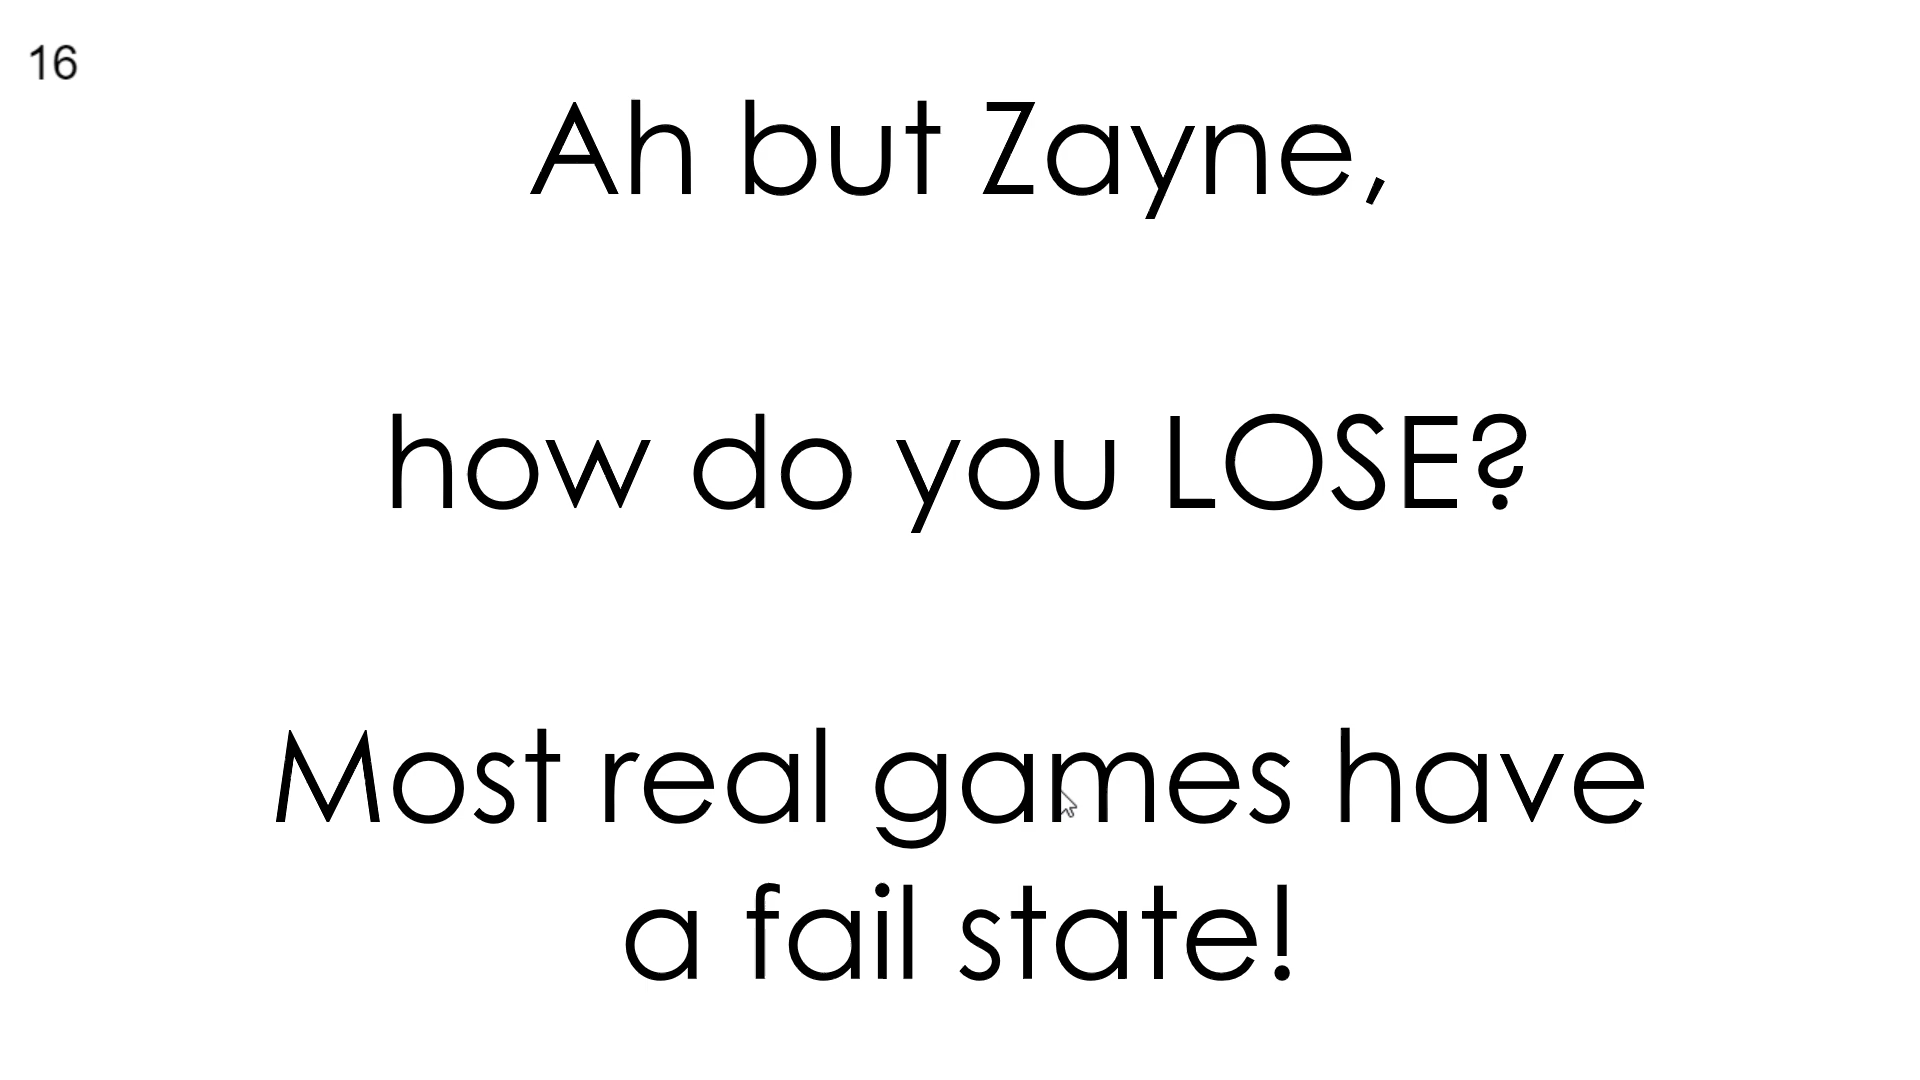 16
Ah but Zayne,
how do you LOSE?
Most real games have
a fail state!